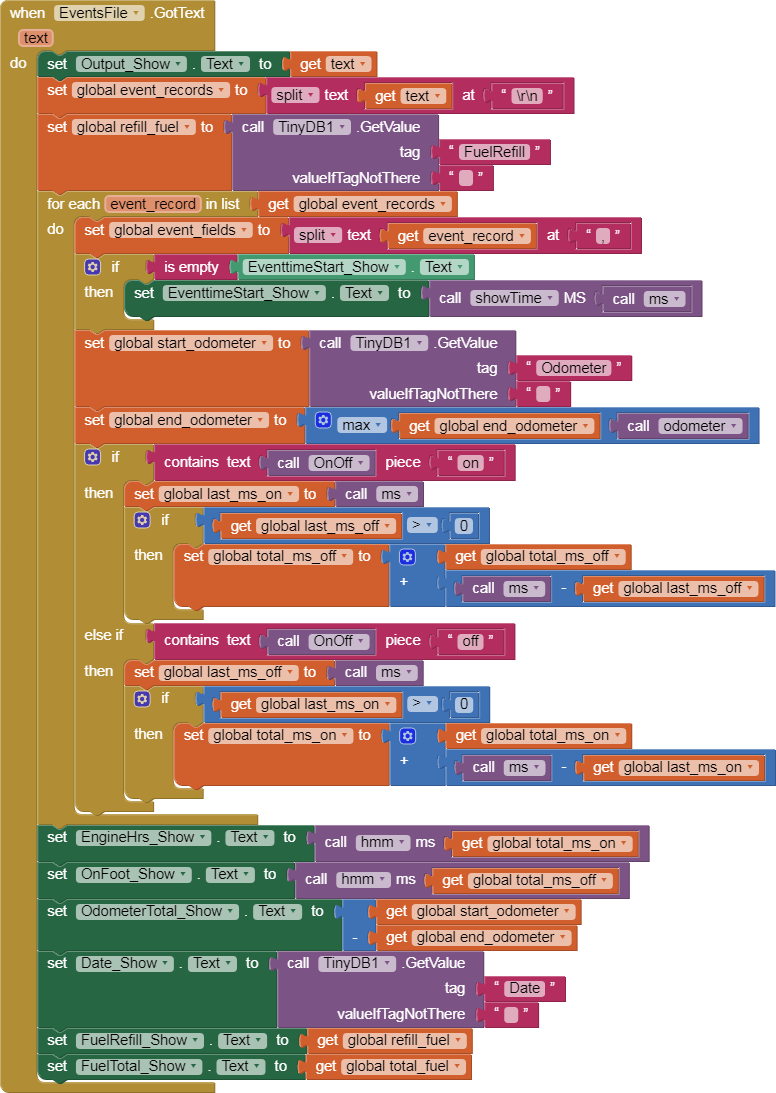 when EventsFile .GotText
text
do set Output_Show . Text to get text
set global event_records to split text get text at “ \r\n ”
set global refill_fuel to call TinyDB1 .GetValue
tag “ FuelRefill ”
valueIfTagNotThere “ ”
for each event_record in list get global event_records
do set global event_fields to split text get event_record at “ , ”
if is empty EventtimeStart_Show . Text
then set EventtimeStart_Show . Text to call showTime MS call ms
set global start_odometer to call TinyDB1 .GetValue
tag “ Odometer ”
valueIfTagNotThere “ ”
set global end_odometer to max get global end_odometer call odometer
if contains text call OnOff piece “ on ”
then set global last_ms_on to call ms
if get global last_ms_off > 0
then set global total_ms_off to get global total_ms_off
+ call ms - get global last_ms_off
else if contains text call OnOff piece “ off ”
then set global last_ms_off to call ms
if get global last_ms_on > 0
then set global total_ms_on to get global total_ms_on
+ call ms - get global last_ms_on
set EngineHrs_Show . Text to call hmm ms get global total_ms_on
set OnFoot_Show . Text to call hmm ms get global total_ms_off
set OdometerTotal_Show . Text to get global start_odometer
- get global end_odometer
set Date_Show . Text to call TinyDB1 .GetValue
tag “ Date ”
valueIfTagNotThere “ ”
set FuelRefill_Show . Text to get global refill_fuel
set FuelTotal_Show . Text to get global total_fuel